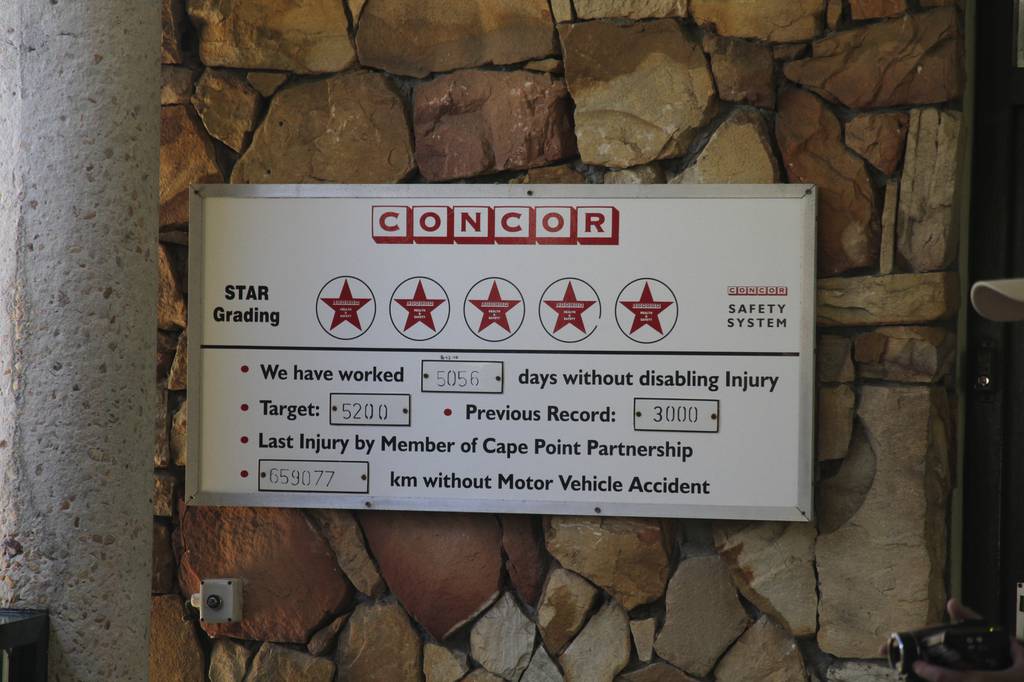 CONCOR
STAR
Grading
CONCOR
SAFETY
SYSTEM
• We have worked 5056 days without disabling Injury
• Target: 5200 • Previous Record: 3000
• Last Injury by Member of Cape Point Partnership
• 659077 km without Motor Vehicle Accident